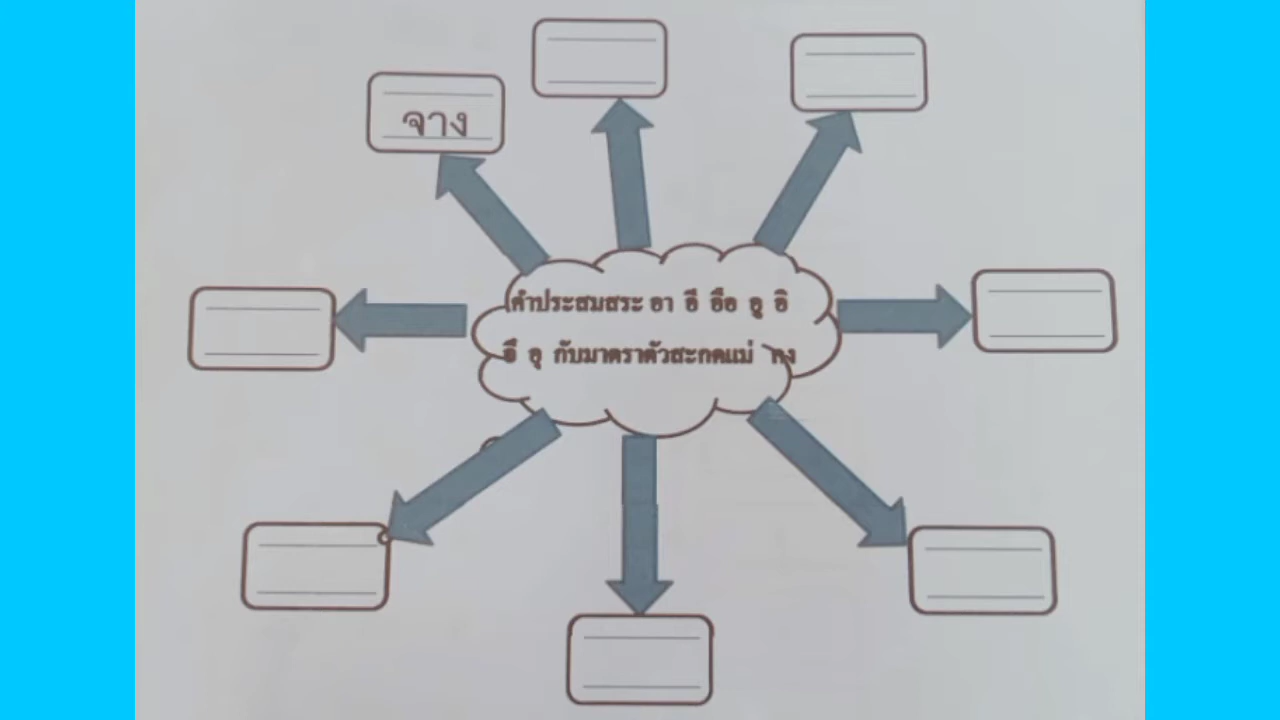 จาง
คำประสมสระ อา อี อือ อู อิ
อึ อุ กับมาตราตัวสะกดแม่ กง